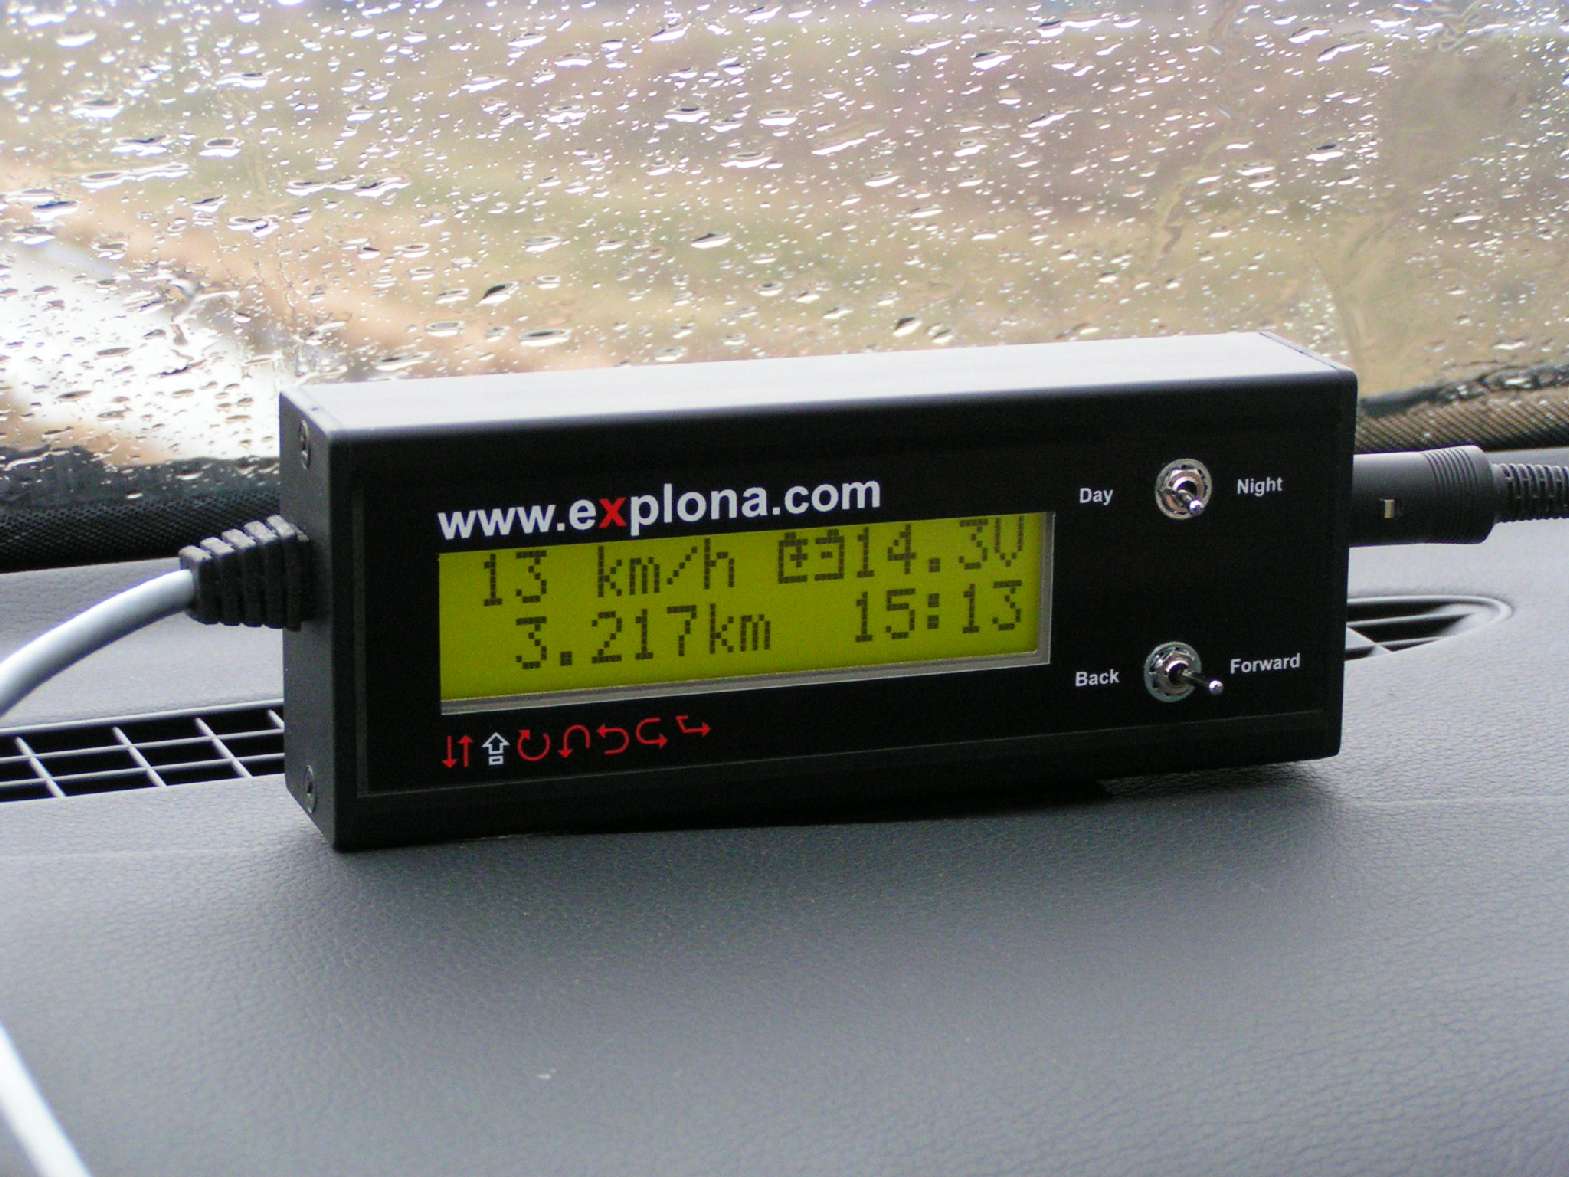 www.explona.com
13 km/h 14.3V
3.217km 15:13
Day Night
Back Forward